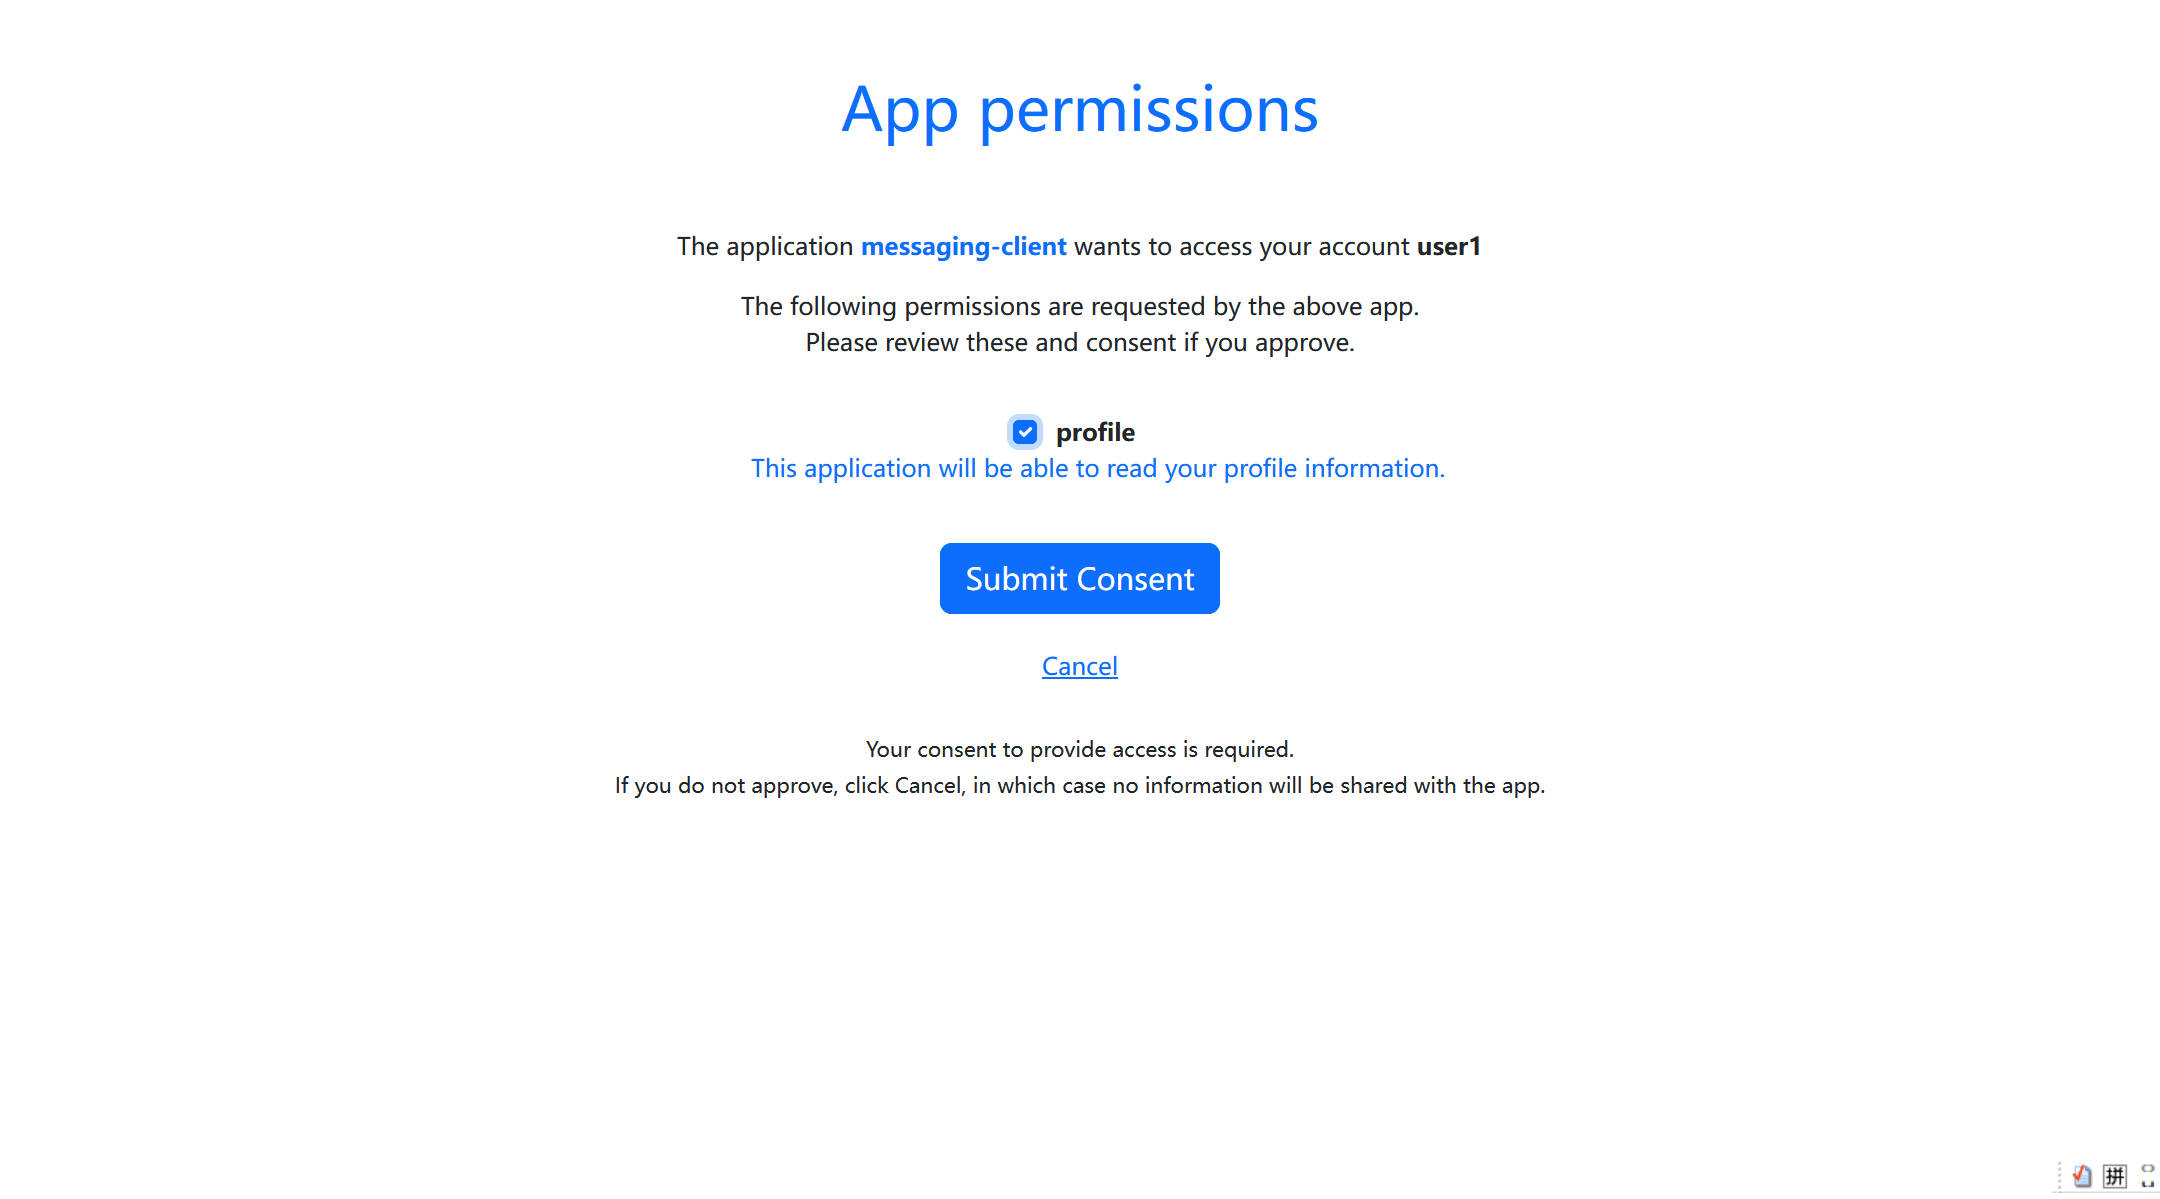 App permissions
The application messaging-client wants to access your account user1
The following permissions are requested by the above app.
Please review these and consent if you approve.
profile
This application will be able to read your profile information.
Submit Consent
Cancel
Your consent to provide access is required.
If you do not approve, click Cancel, in which case no information will be shared with the app.
拼